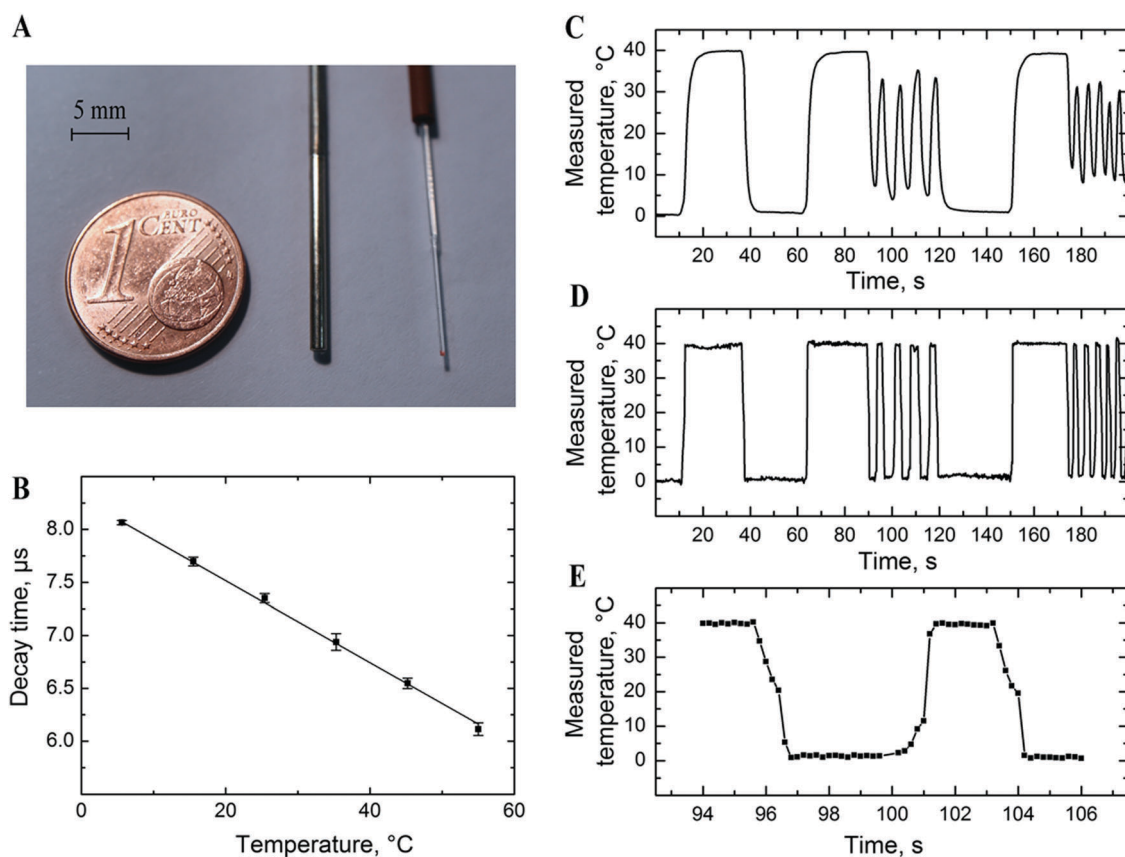 A
5 mm
1
EURO
CENT
B
8.0
7.5
7.0
6.5
6.0
Decay time, µs
0 20 40 60
Temperature, °C
C
40
30
20
10
0
Measured
temperature, °C
20 40 60 80 100 120 140 160 180
Time, s
D
40
30
20
10
0
Measured
temperature, °C
20 40 60 80 100 120 140 160 180
Time, s
E
40
30
20
10
0
Measured
temperature, °C
94 96 98 100 102 104 106
Time, s